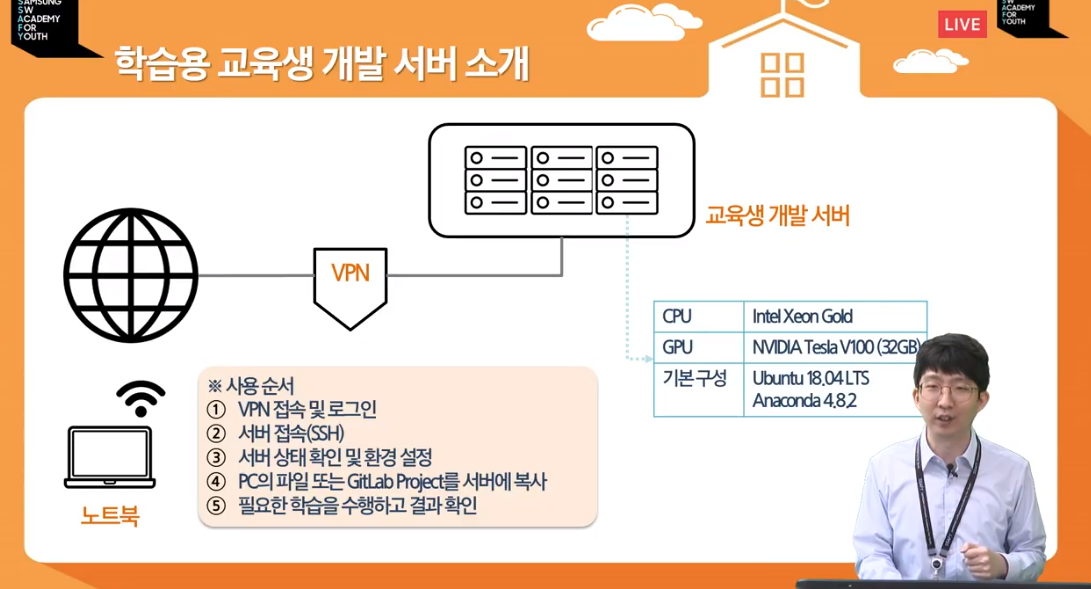 SAMSUNG
SW
ACADEMY
FOR
YOUTH
LIVE
SW
ACADEMY
FOR
YOUTH
학습용 교육생 개발 서버 소개
교육생 개발 서버
VPN
CPU Intel Xeon Gold
GPU NVIDIA Tesla V100 (32GB)
기본 구성 Ubuntu 18.04 LTS
Anaconda 4.8.2
※ 사용 순서
① VPN 접속 및 로그인
② 서버 접속(SSH)
③ 서버 상태 확인 및 환경 설정
④ PC의 파일 또는 GitLab Project를 서버에 복사
⑤ 필요한 학습을 수행하고 결과 확인
노트북